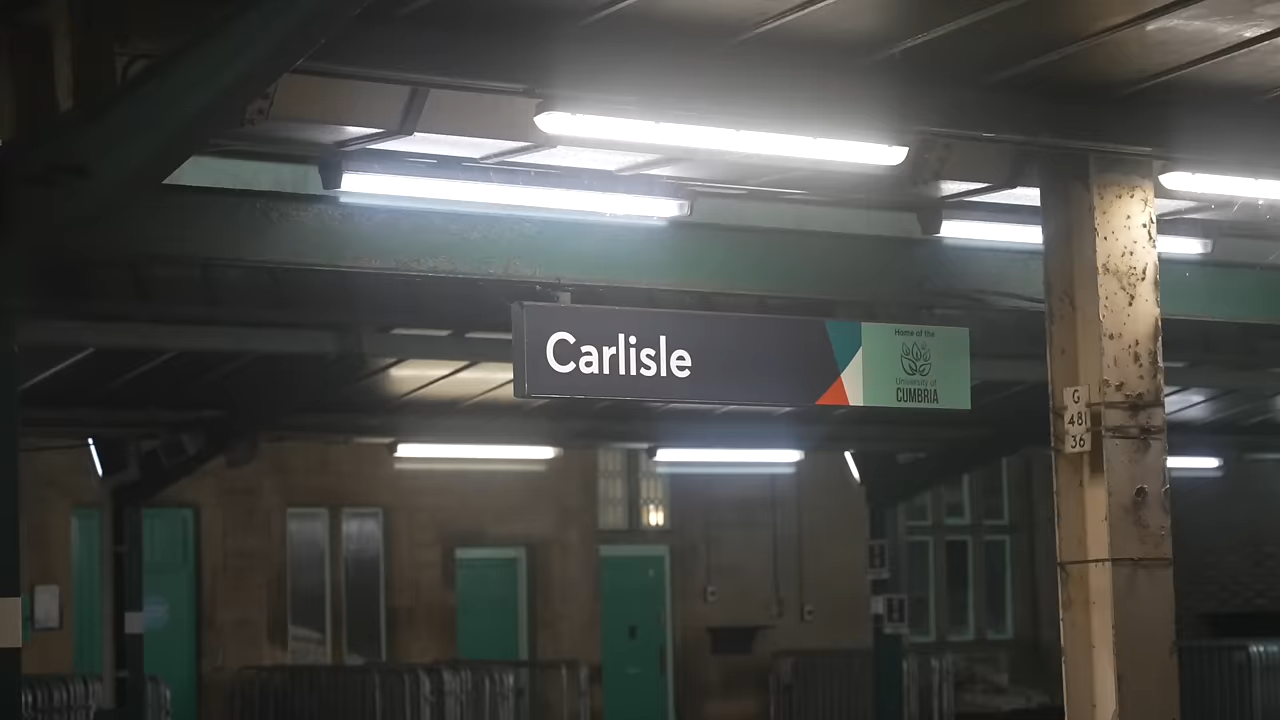 Carlisle
Home of the
University of
CUMBRIA
G
481
36